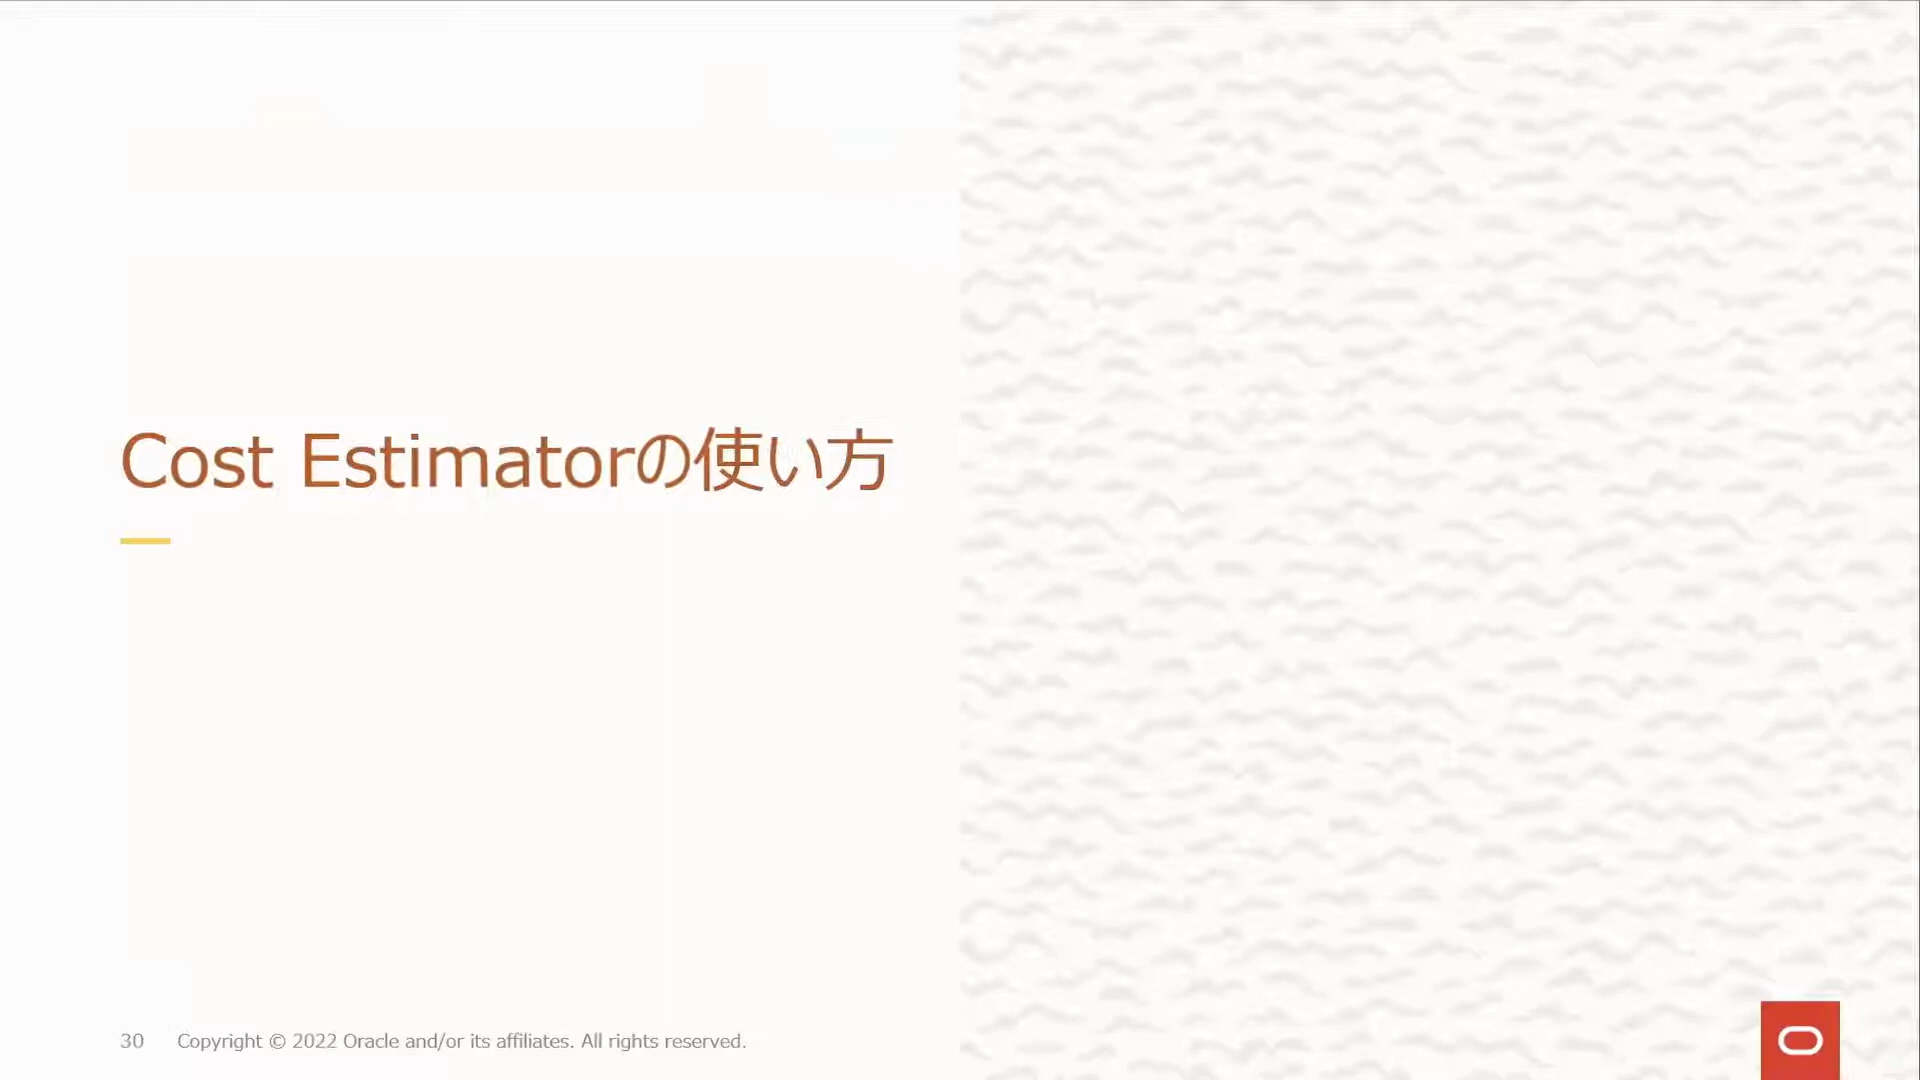 Cost Estimatorの使い方
30 Copyright © 2022 Oracle and/or its affiliates. All rights reserved.